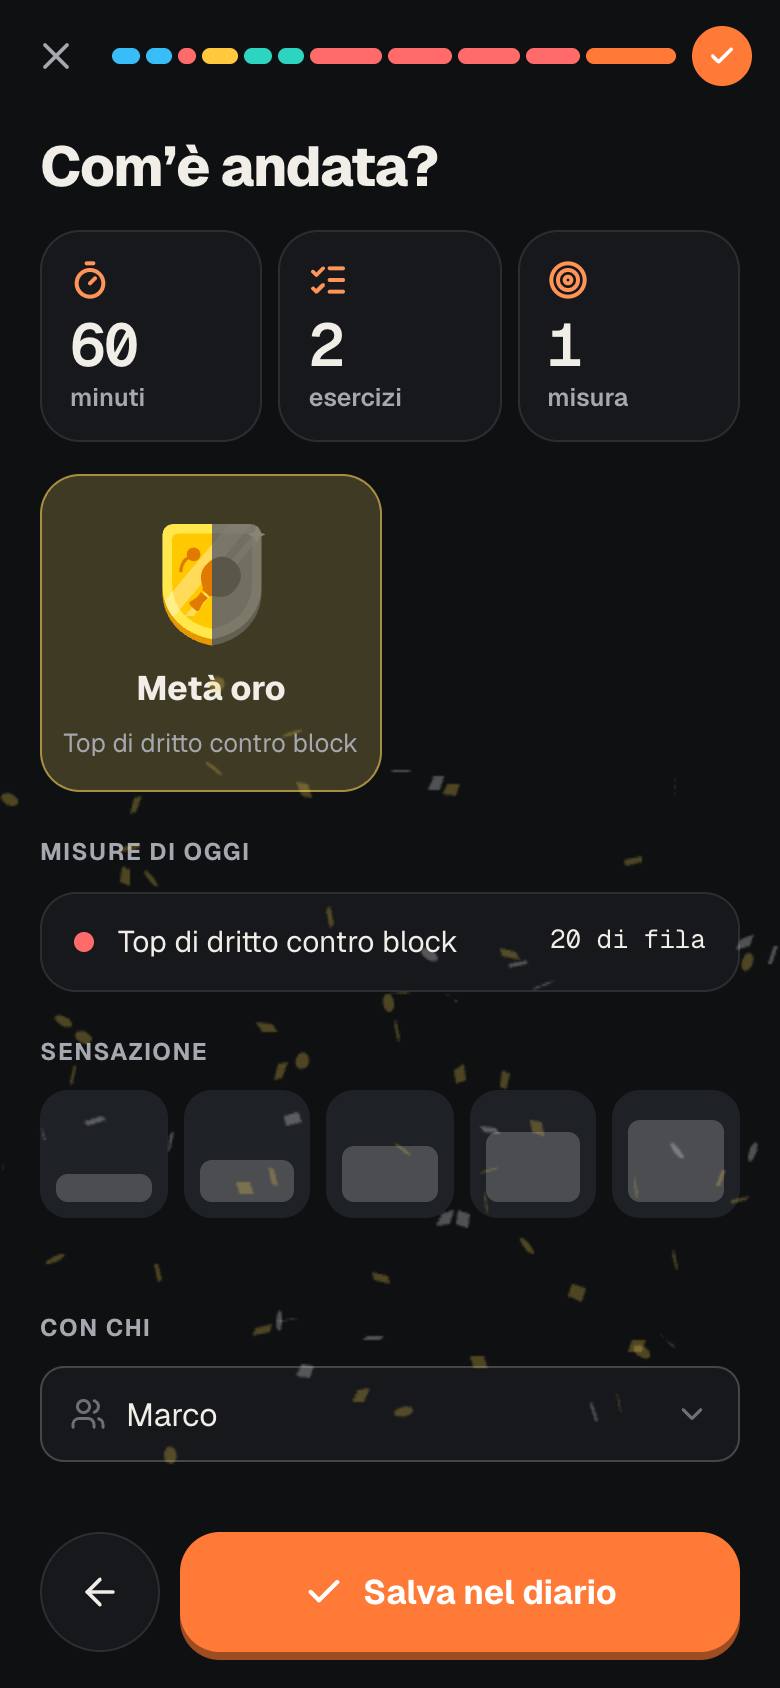 Com’è andata?
60
minuti
2
esercizi
1
misura
Metà oro
Top di dritto contro block
MISURE DI OGGI
Top di dritto contro block
20 di fila
SENSAZIONE
CON CHI
Marco
Salva nel diario